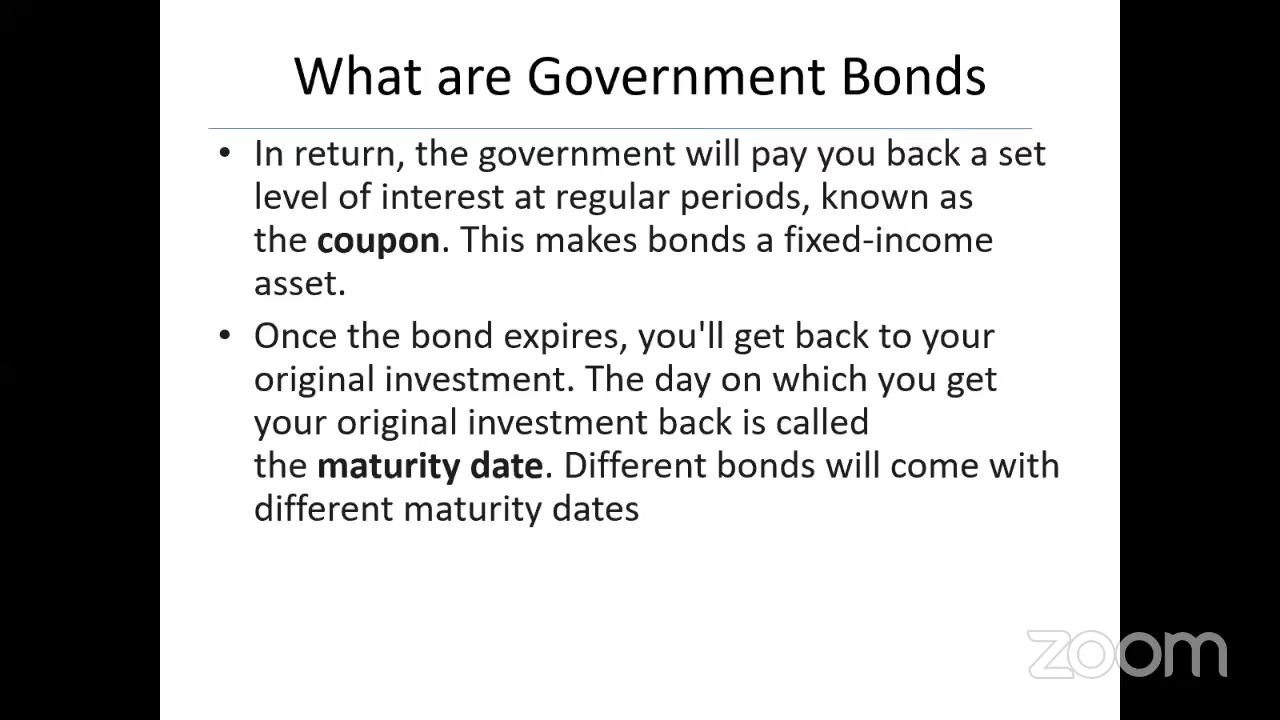 What are Government Bonds
• In return, the government will pay you back a set
level of interest at regular periods, known as
the coupon. This makes bonds a fixed-income
asset.
• Once the bond expires, you'll get back to your
original investment. The day on which you get
your original investment back is called
the maturity date. Different bonds will come with
different maturity dates
zoom